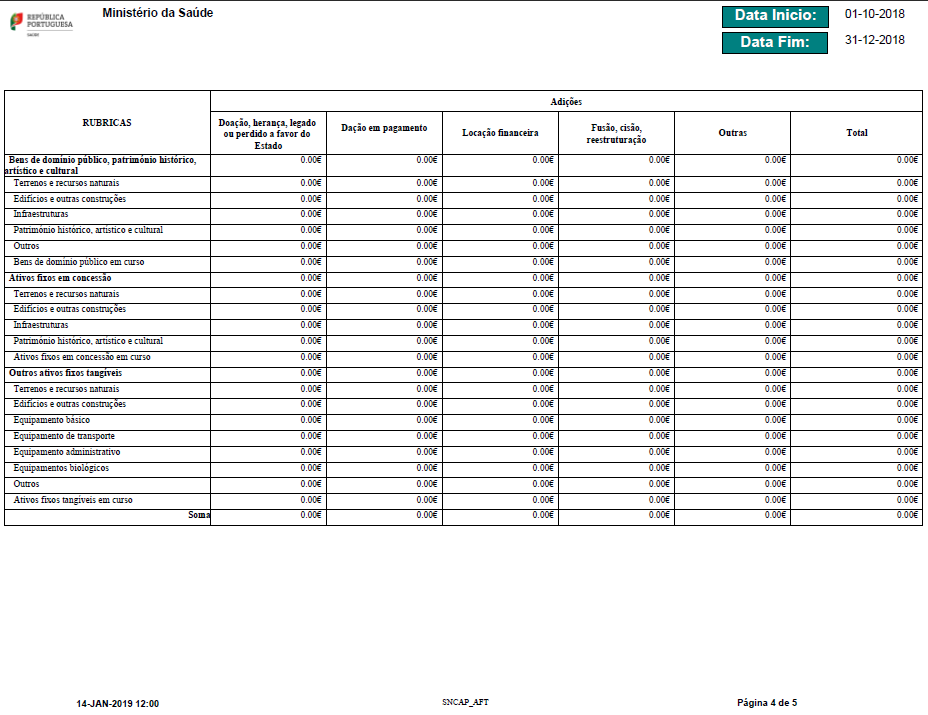 REPÚBLICA
PORTUGUESA
SAÚDE
Ministério da Saúde
Data Inicio: 01-10-2018
Data Fim: 31-12-2018
RUBRICAS
Adições
Doação, herança, legado
ou perdido a favor do
Estado
Dação em pagamento
Locação financeira
Fusão, cisão,
reestruturação
Outras
Total
Bens de domínio público, património histórico,
artístico e cultural 0.00€ 0.00€ 0.00€ 0.00€ 0.00€ 0.00€
Terrenos e recursos naturais 0.00€ 0.00€ 0.00€ 0.00€ 0.00€ 0.00€
Edifícios e outras construções 0.00€ 0.00€ 0.00€ 0.00€ 0.00€ 0.00€
Infraestruturas 0.00€ 0.00€ 0.00€ 0.00€ 0.00€ 0.00€
Património histórico, artístico e cultural 0.00€ 0.00€ 0.00€ 0.00€ 0.00€ 0.00€
Outros 0.00€ 0.00€ 0.00€ 0.00€ 0.00€ 0.00€
Bens de domínio público em curso 0.00€ 0.00€ 0.00€ 0.00€ 0.00€ 0.00€
Ativos fixos em concessão 0.00€ 0.00€ 0.00€ 0.00€ 0.00€ 0.00€
Terrenos e recursos naturais 0.00€ 0.00€ 0.00€ 0.00€ 0.00€ 0.00€
Edifícios e outras construções 0.00€ 0.00€ 0.00€ 0.00€ 0.00€ 0.00€
Infraestruturas 0.00€ 0.00€ 0.00€ 0.00€ 0.00€ 0.00€
Património histórico, artístico e cultural 0.00€ 0.00€ 0.00€ 0.00€ 0.00€ 0.00€
Ativos fixos em concessão em curso 0.00€ 0.00€ 0.00€ 0.00€ 0.00€ 0.00€
Outros ativos fixos tangíveis 0.00€ 0.00€ 0.00€ 0.00€ 0.00€ 0.00€
Terrenos e recursos naturais 0.00€ 0.00€ 0.00€ 0.00€ 0.00€ 0.00€
Edifícios e outras construções 0.00€ 0.00€ 0.00€ 0.00€ 0.00€ 0.00€
Equipamento básico 0.00€ 0.00€ 0.00€ 0.00€ 0.00€ 0.00€
Equipamento de transporte 0.00€ 0.00€ 0.00€ 0.00€ 0.00€ 0.00€
Equipamento administrativo 0.00€ 0.00€ 0.00€ 0.00€ 0.00€ 0.00€
Equipamentos biológicos 0.00€ 0.00€ 0.00€ 0.00€ 0.00€ 0.00€
Outros 0.00€ 0.00€ 0.00€ 0.00€ 0.00€ 0.00€
Ativos fixos tangíveis em curso 0.00€ 0.00€ 0.00€ 0.00€ 0.00€ 0.00€
Soma 0.00€ 0.00€ 0.00€ 0.00€ 0.00€ 0.00€
14-JAN-2019 12:00 SNCAP_AFT Página 4 de 5